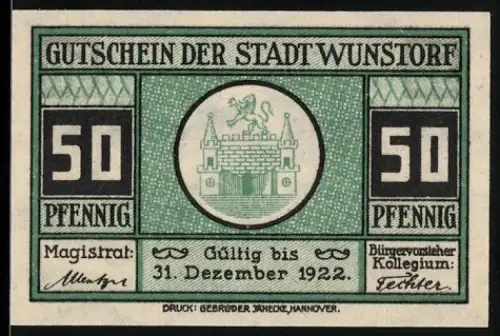 GUTSCHEIN DER STADT WUNSTORF
50 50
PFENNIG PFENNIG
Magistrat: Gültig bis Bürgervorsteher
31. Dezember 1922. Kollegium:
DRUCK: GEBRÜDER JÄNECKE, HANNOVER.